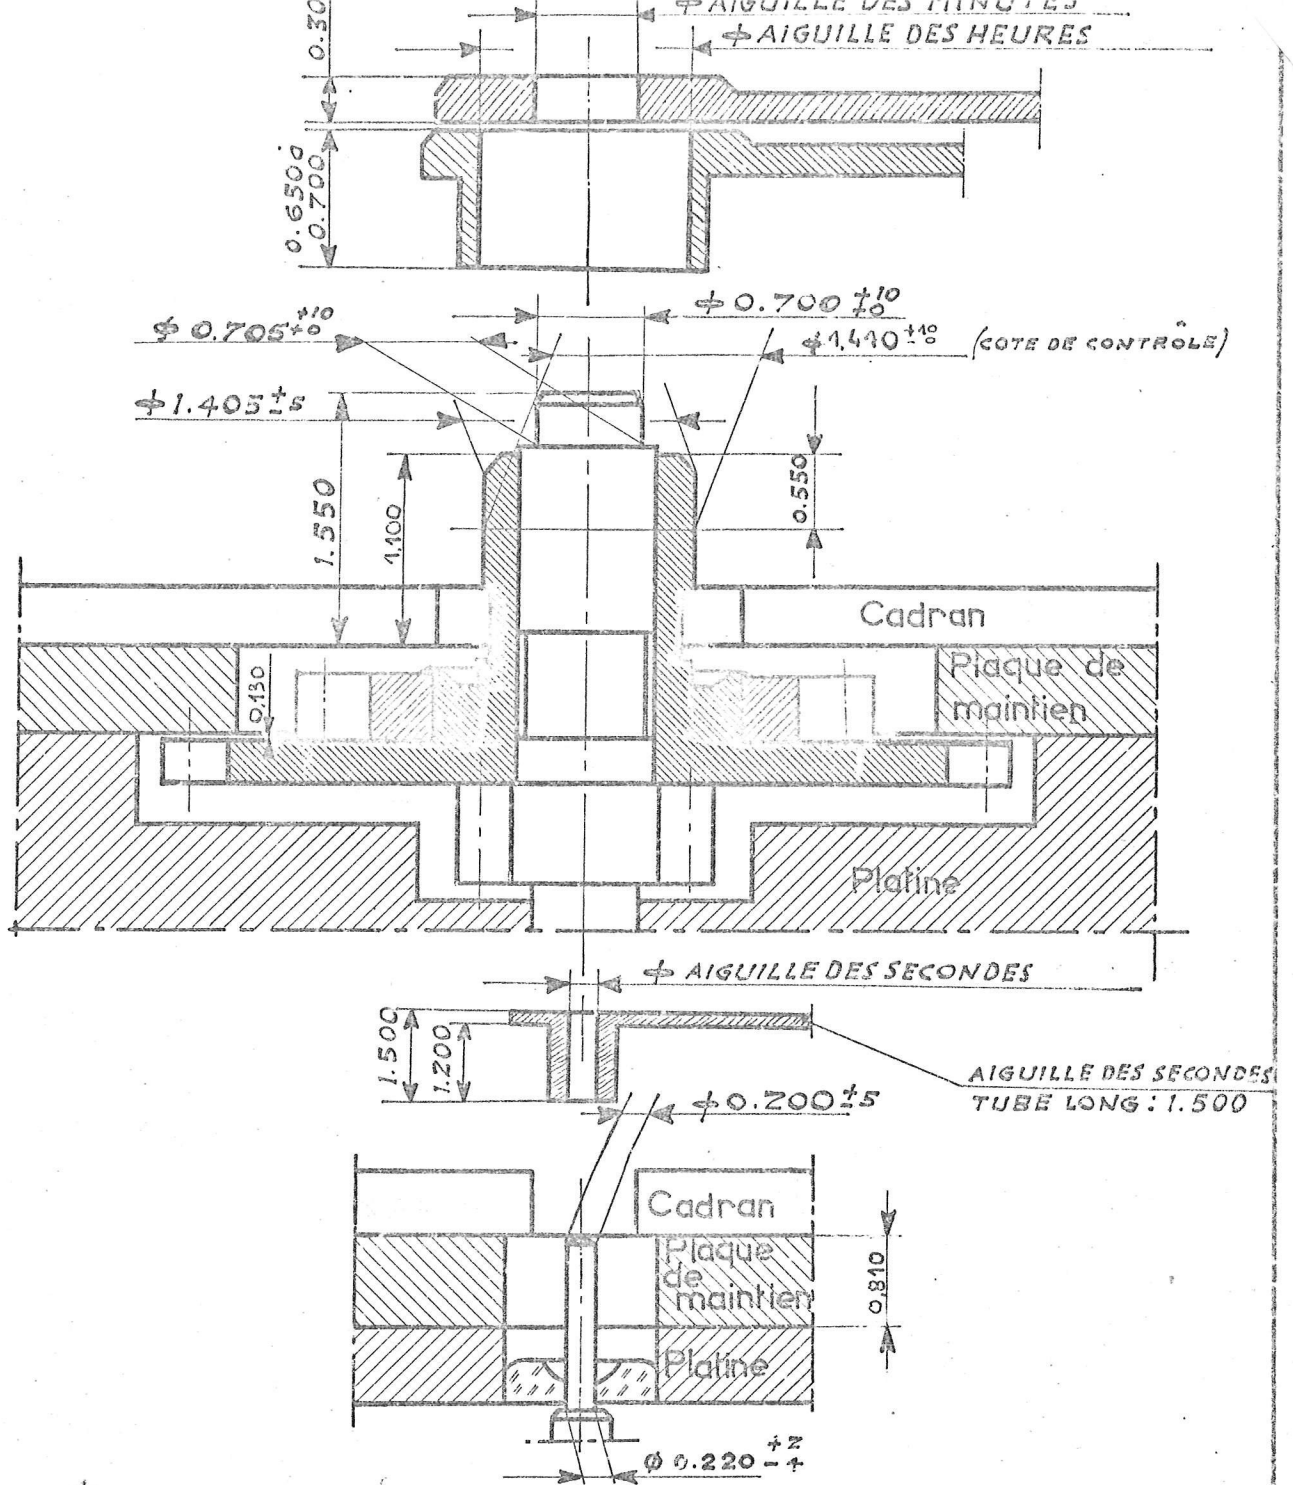 0.30
ϕ AIGUILLE DES MINUTES
ϕ AIGUILLE DES HEURES
0.650à
0.700
ϕ 0.700 +10 0
ϕ 0.705 +10 +0
ϕ 1,410 +10 -0 (COTE DE CONTRÔLE)
ϕ 1.405 ± 5
0.550
1.550
1.100
Cadran
Plaque de
maintien
0.130
Platine
ϕ AIGUILLE DES SECONDES
1.500
1.200
AIGUILLE DES SECONDES
TUBE LONG : 1.500
ϕ 0.200 ± 5
Cadran
Plaque
de
maintien
0,810
Platine
Ø 0.220 +2 -4